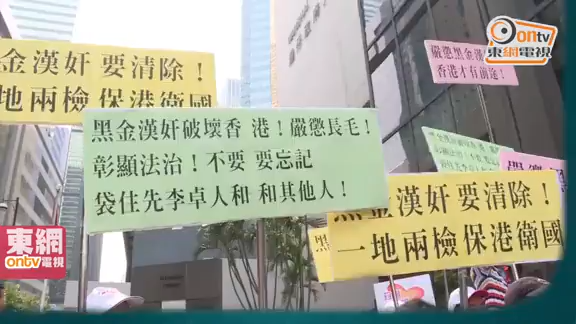 ontv
東網電視
嚴懲黑金漢
香港才有前途！
金漢奸 要清除！
地兩檢 保港衛國
黑金漢奸破壞香 港！嚴懲長毛！
彰顯法治！不要 要忘記
袋住先李卓人和 和其他人！
黑金漢奸 要清除！
一地兩檢保港衛國
東網
ontv電視